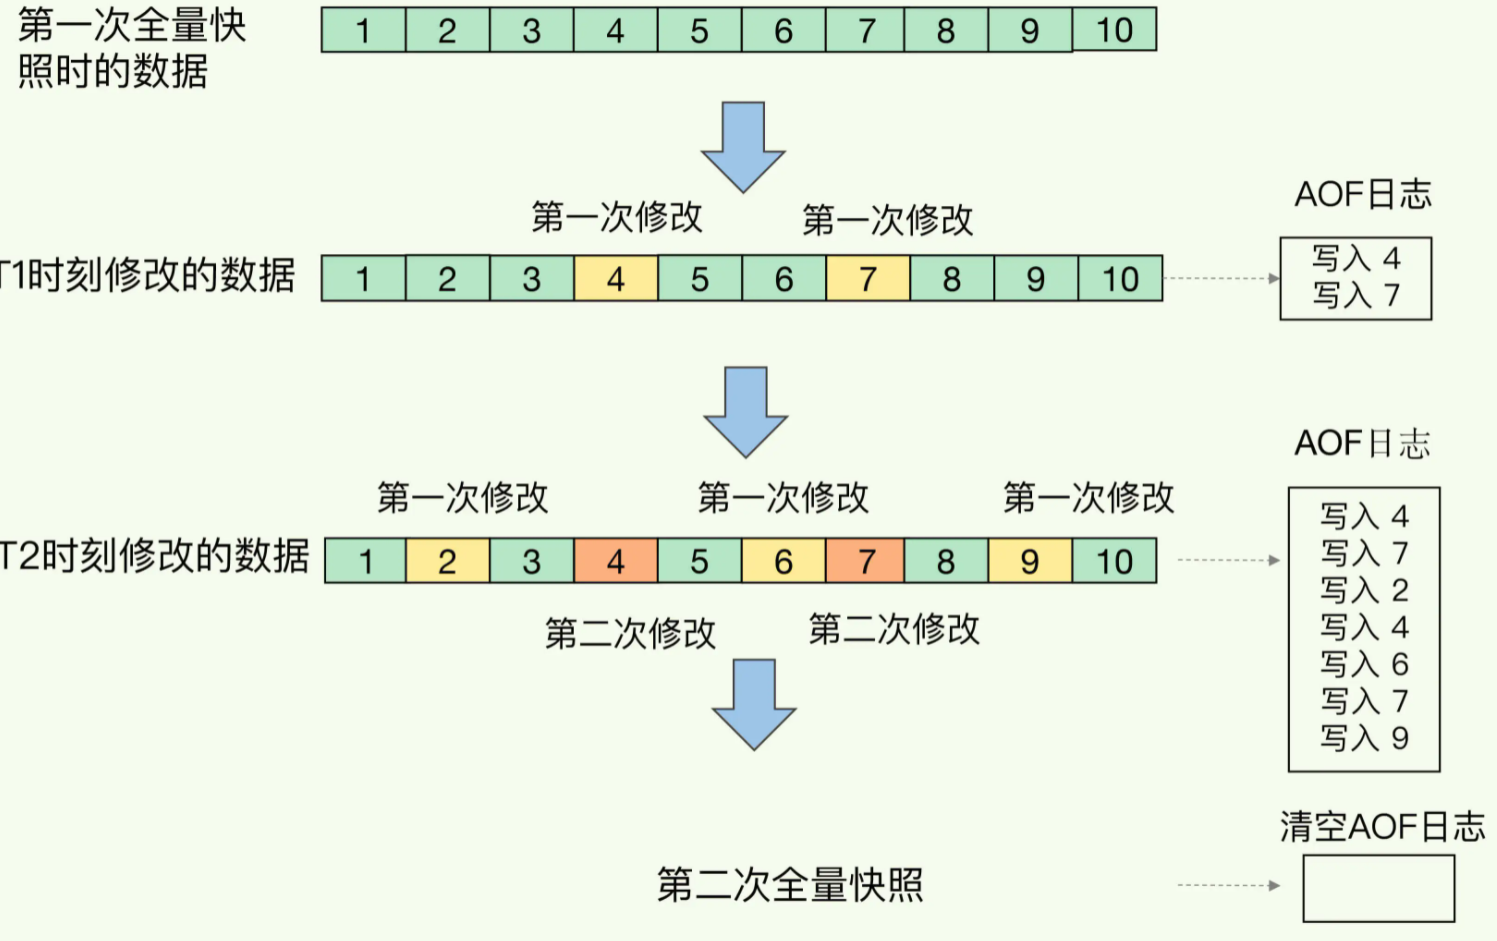 第一次全量快
照时的数据
1 2 3 4 5 6 7 8 9 10
第一次修改 第一次修改
AOF日志
T1时刻修改的数据 1 2 3 4 5 6 7 8 9 10
写入 4
写入 7
AOF日志
第一次修改 第一次修改 第一次修改
T2时刻修改的数据 1 2 3 4 5 6 7 8 9 10
第二次修改 第二次修改
写入 4
写入 7
写入 2
写入 4
写入 6
写入 7
写入 9
清空AOF日志
第二次全量快照